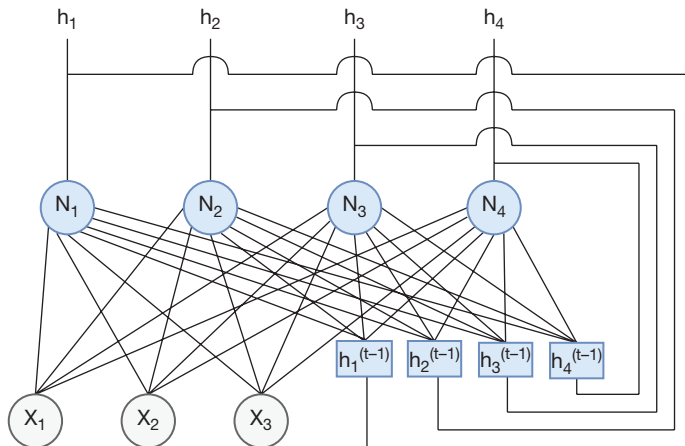 h₁ h₂ h₃ h₄
N₁ N₂ N₃ N₄
h₁⁽ᵗ⁻¹⁾ h₂⁽ᵗ⁻¹⁾ h₃⁽ᵗ⁻¹⁾ h₄⁽ᵗ⁻¹⁾
X₁ X₂ X₃